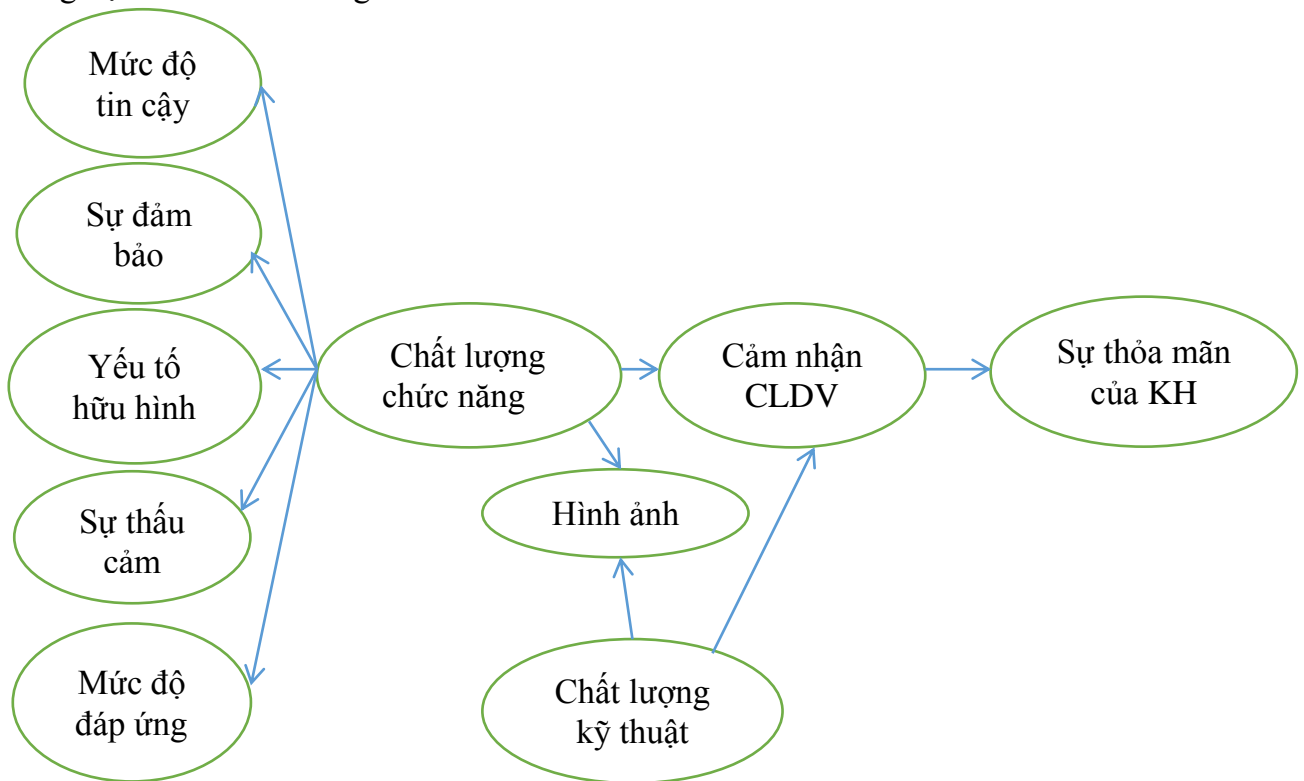 Mức độ
tin cậy
Sự đảm
bảo
Yếu tố
hữu hình
Sự thấu
cảm
Mức độ
đáp ứng
Chất lượng
chức năng
Cảm nhận
CLDV
Sự thỏa mãn
của KH
Hình ảnh
Chất lượng
kỹ thuật